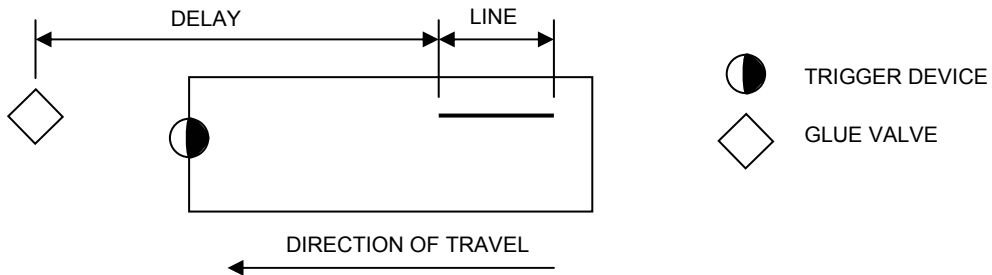 DELAY
LINE
TRIGGER DEVICE
GLUE VALVE
DIRECTION OF TRAVEL